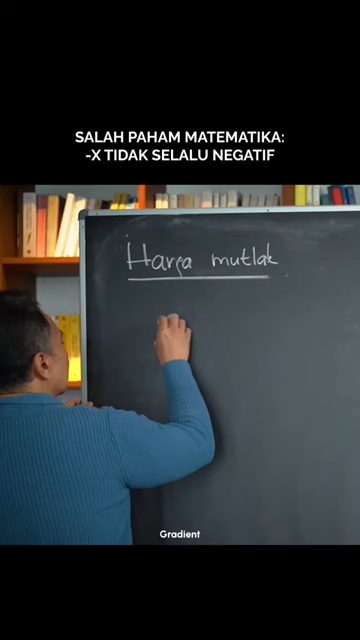 SALAH PAHAM MATEMATIKA:
-X TIDAK SELALU NEGATIF
Harga mutlak
Gradient